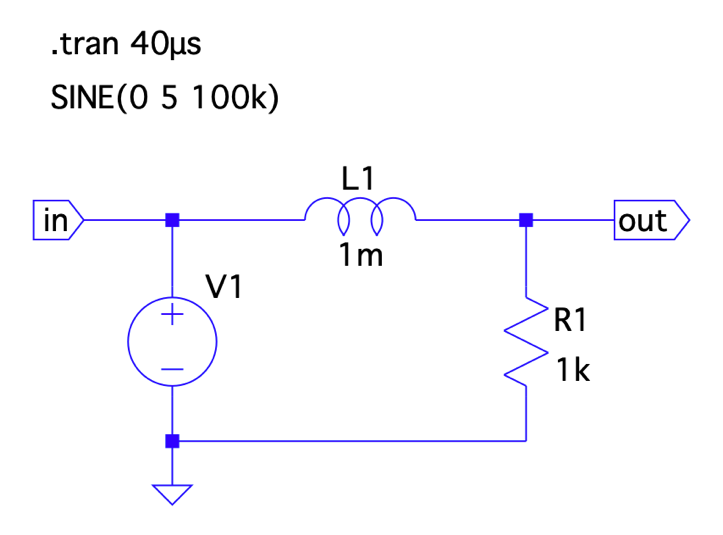 .tran 40µs
SINE(0 5 100k)
L1
in
out
1m
V1
+
R1
1k
−